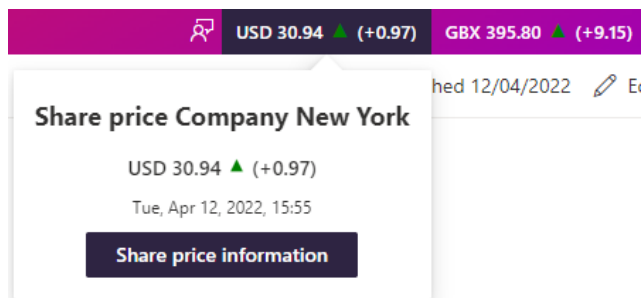 USD 30.94 ▲ (+0.97) GBX 395.80 ▲ (+9.15)
hed 12/04/2022
Share price Company New York
USD 30.94 ▲ (+0.97)
Tue, Apr 12, 2022, 15:55
Share price information